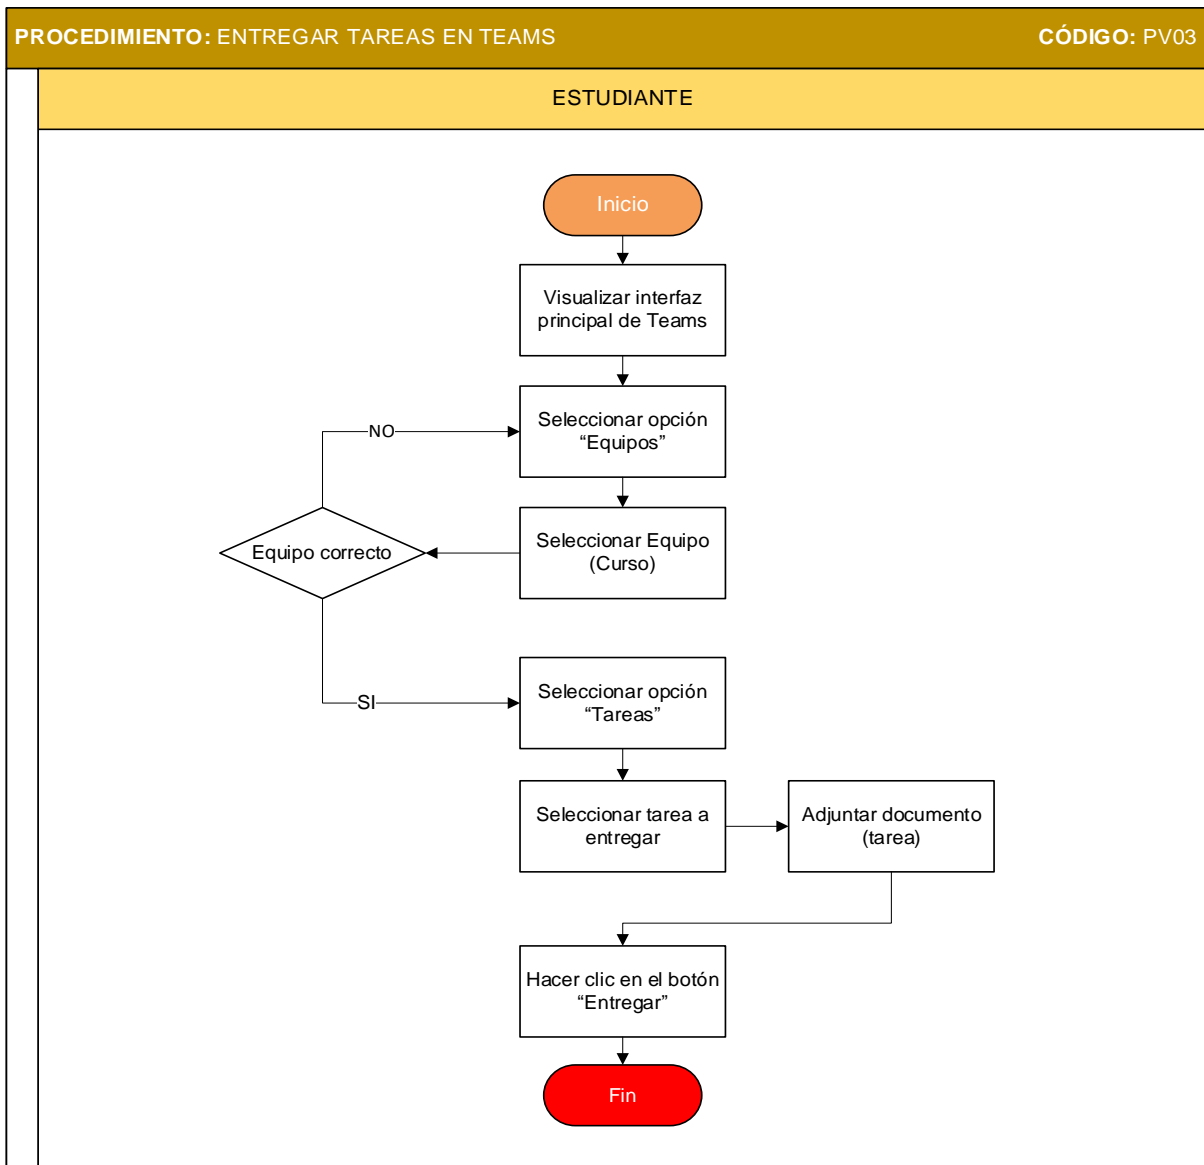 PROCEDIMIENTO: ENTREGAR TAREAS EN TEAMS
CÓDIGO: PV03
ESTUDIANTE
Inicio
Visualizar interfaz
principal de Teams
Seleccionar opción
“Equipos”
NO
Seleccionar Equipo
(Curso)
Equipo correcto
SI
Seleccionar opción
“Tareas”
Seleccionar tarea a
entregar
Adjuntar documento
(tarea)
Hacer clic en el botón
“Entregar”
Fin